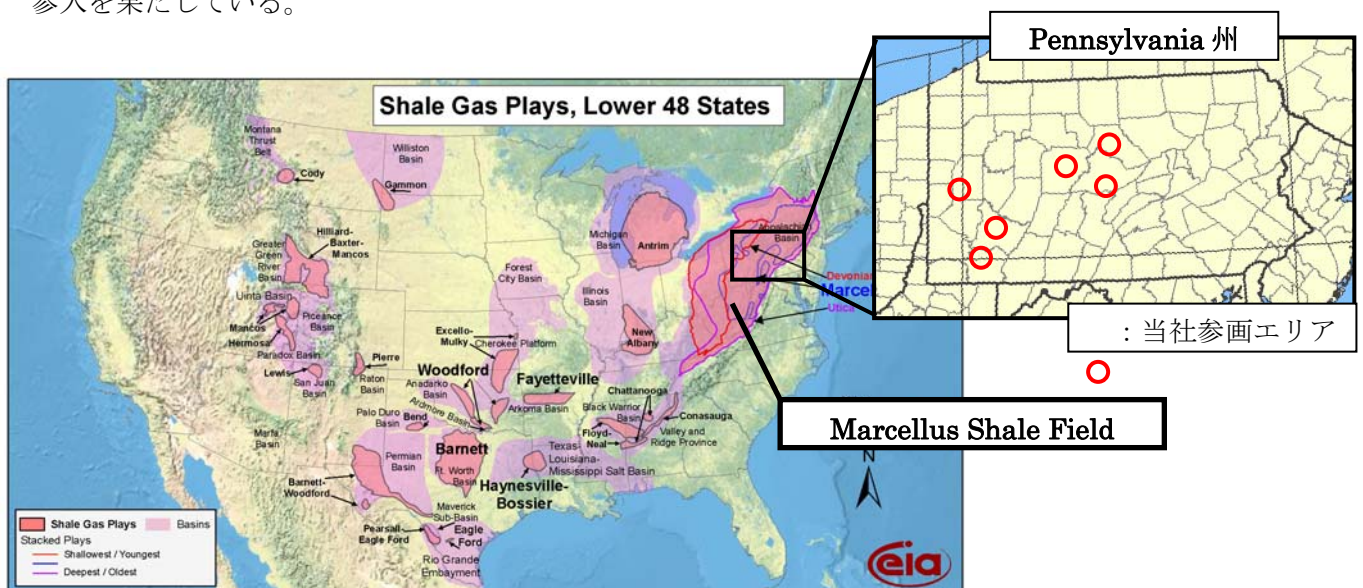 参入を果たしている。
Pennsylvania 州
Shale Gas Plays, Lower 48 States
Montana
Thrust
Belt
Cody
Williston
Basin
Gammon
Hilliard-
Baxter-
Mancos
Greater
Green
River
Basin
Uinta Basin
Mancos
Piceance
Basin
Hermosa
Paradox Basin
Lewis
San Juan
Basin
Pierre
Raton
Basin
Michigan
Basin
Antrim
Forest
City Basin
Illinois
Basin
New
Albany
Basin
Devonian
Marcel
Utica
Excello-
Mulky
Cherokee Platform
Woodford
Anadarko
Basin
Ardmore Basin
Fayetteville
Arkoma Basin
Chattanooga
Black Warrior
Basin
Conasauga
Floyd-
Neal
Valley and
Ridge Province
Palo Duro
Basin
Bend
Marfa
Basin
Permian
Basin
Barnett
Ft. Worth
Basin
Texas-
Louisiana-
Mississippi Salt Basin
Haynesville-
Bossier
Barnett-
Woodford
Maverick
Sub-Basin
Pearsall-
Eagle Ford
Eagle
Ford
Rio Grande
Embayment
：当社参画エリア
Marcellus Shale Field
N
Shale Gas Plays
Basins
Stacked Plays
Shallowest / Youngest
Deepest / Oldest
eia